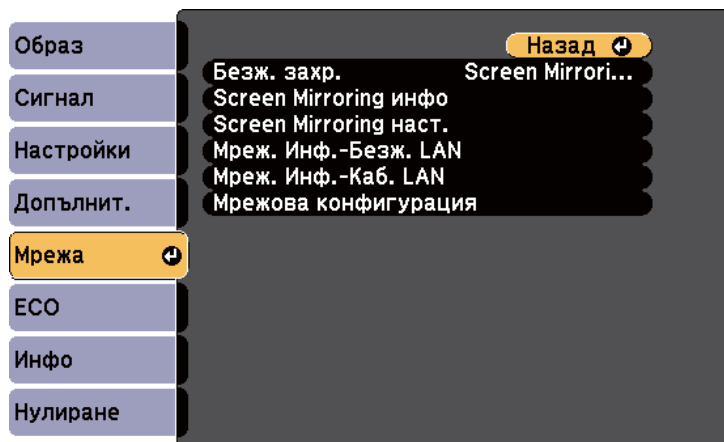 Образ
Сигнал
Настройки
Допълнит.
Мрежа
ECO
Инфо
Нулиране
Назад
Безж. захр. Screen Mirrori...
Screen Mirroring инфо
Screen Mirroring наст.
Мреж. Инф.-Безж. LAN
Мреж. Инф.-Каб. LAN
Мрежова конфигурация